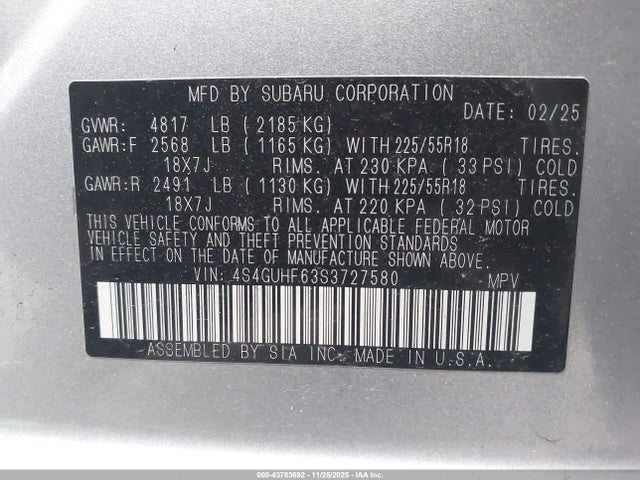 MFD BY SUBARU CORPORATION
DATE: 02/25
GVWR: 4817 LB (2185 KG)
GAWR:F 2568 LB (1165 KG) WITH 225/55R18 TIRES.
18X7J RIMS. AT 230 KPA (33 PSI) COLD
GAWR:R 2491 LB (1130 KG) WITH 225/55R18 TIRES.
18X7J RIMS. AT 220 KPA (32 PSI) COLD
THIS VEHICLE CONFORMS TO ALL APPLICABLE FEDERAL MOTOR
VEHICLE SAFETY AND THEFT PREVENTION STANDARDS
IN EFFECT ON THE DATE OF MANUFACTURE SHOWN ABOVE.
VIN: 4S4GUHF63S3727580 MPV
ASSEMBLED BY SIA INC. MADE IN U.S.A.
000-43783692 - 11/25/2025 - IAAI.com